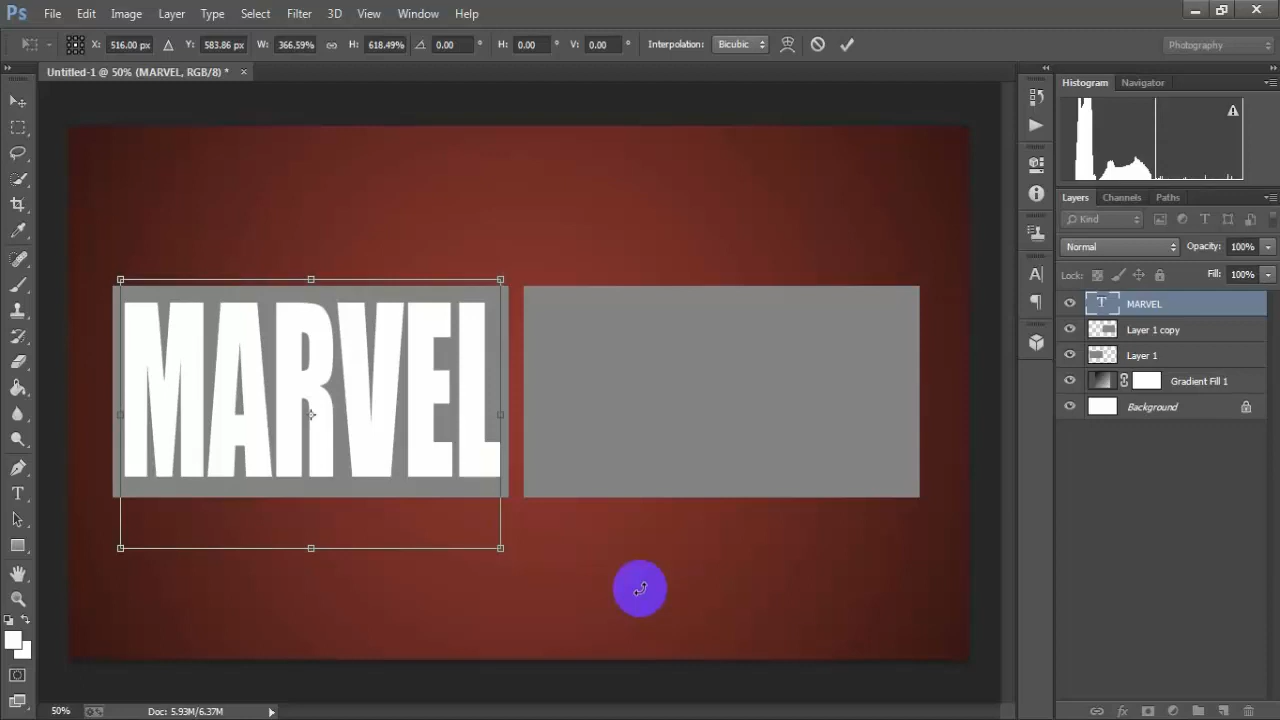 Ps File Edit Image Layer Type Select Filter 3D View Window Help
X: 516.00 px Y: 583.86 px W: 366.59% H: 618.49% 0.00 ° H: 0.00 ° V: 0.00 ° Interpolation: Bicubic Photography
Untitled-1 @ 50% (MARVEL, RGB/8) * ×
Histogram Navigator
Layers Channels Paths
Kind
Normal Opacity: 100%
Lock: Fill: 100%
T MARVEL
Layer 1 copy
Layer 1
Gradient Fill 1
Background
MARVEL
50% Doc: 5.93M/6.37M